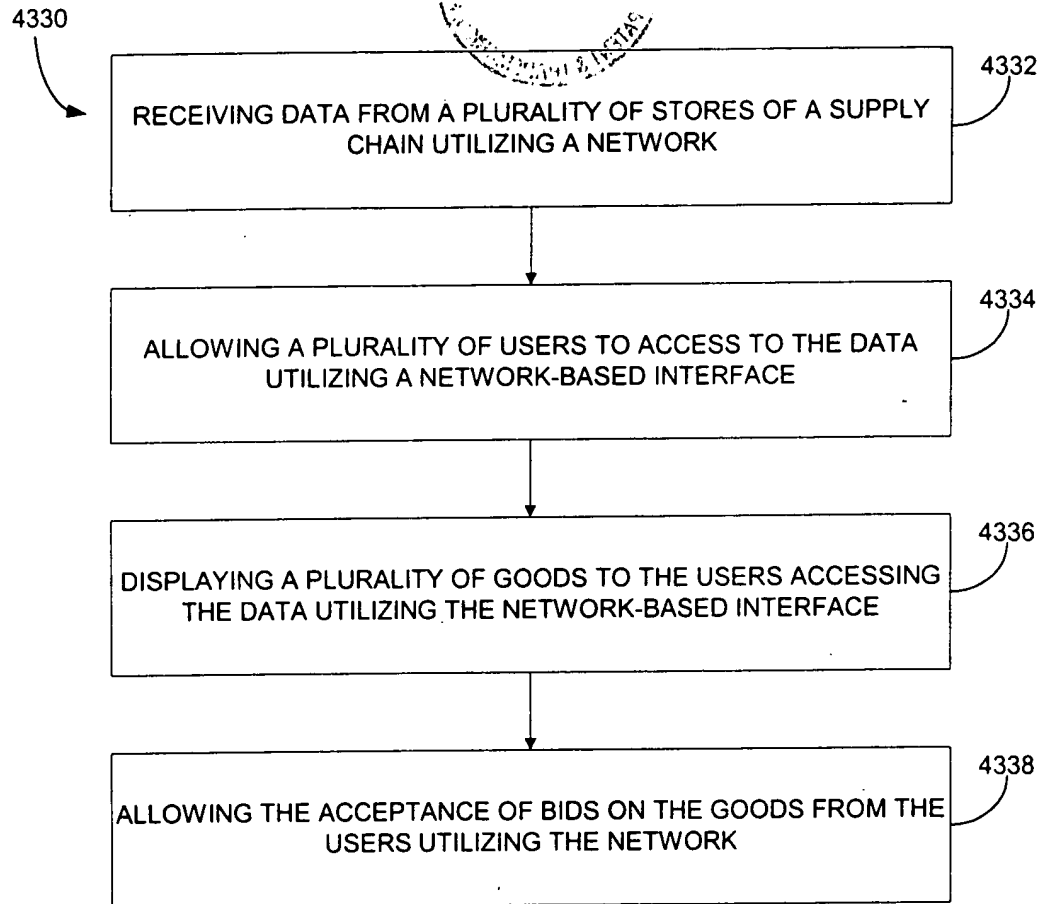 4330
4332
RECEIVING DATA FROM A PLURALITY OF STORES OF A SUPPLY
CHAIN UTILIZING A NETWORK
4334
ALLOWING A PLURALITY OF USERS TO ACCESS TO THE DATA
UTILIZING A NETWORK-BASED INTERFACE
4336
DISPLAYING A PLURALITY OF GOODS TO THE USERS ACCESSING
THE DATA UTILIZING THE NETWORK-BASED INTERFACE
4338
ALLOWING THE ACCEPTANCE OF BIDS ON THE GOODS FROM THE
USERS UTILIZING THE NETWORK